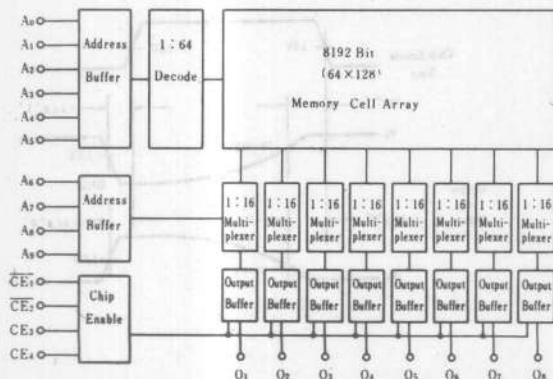 A0
A1
A2
A3
A4
A5
Address
Buffer
1 : 64
Decode
8192 Bit
(64×128)
Memory Cell Array
A6
A7
A8
A9
Address
Buffer
1 : 16
Multi-
plexer
1 : 16
Multi-
plexer
1 : 16
Multi-
plexer
1 : 16
Multi-
plexer
1 : 16
Multi-
plexer
1 : 16
Multi-
plexer
1 : 16
Multi-
plexer
1 : 16
Multi-
plexer
CE1
CE2
CE3
CE4
Chip
Enable
Output
Buffer
Output
Buffer
Output
Buffer
Output
Buffer
Output
Buffer
Output
Buffer
Output
Buffer
Output
Buffer
O1
O2
O3
O4
O5
O6
O7
O8